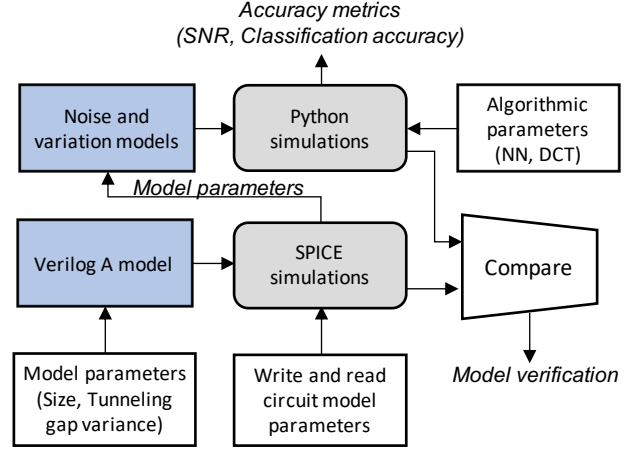 Accuracy metrics
(SNR, Classification accuracy)
Noise and
variation models
Python
simulations
Algorithmic
parameters
(NN, DCT)
Model parameters
Verilog A model
SPICE
simulations
Compare
Model parameters
(Size, Tunneling
gap variance)
Write and read
circuit model
parameters
Model verification